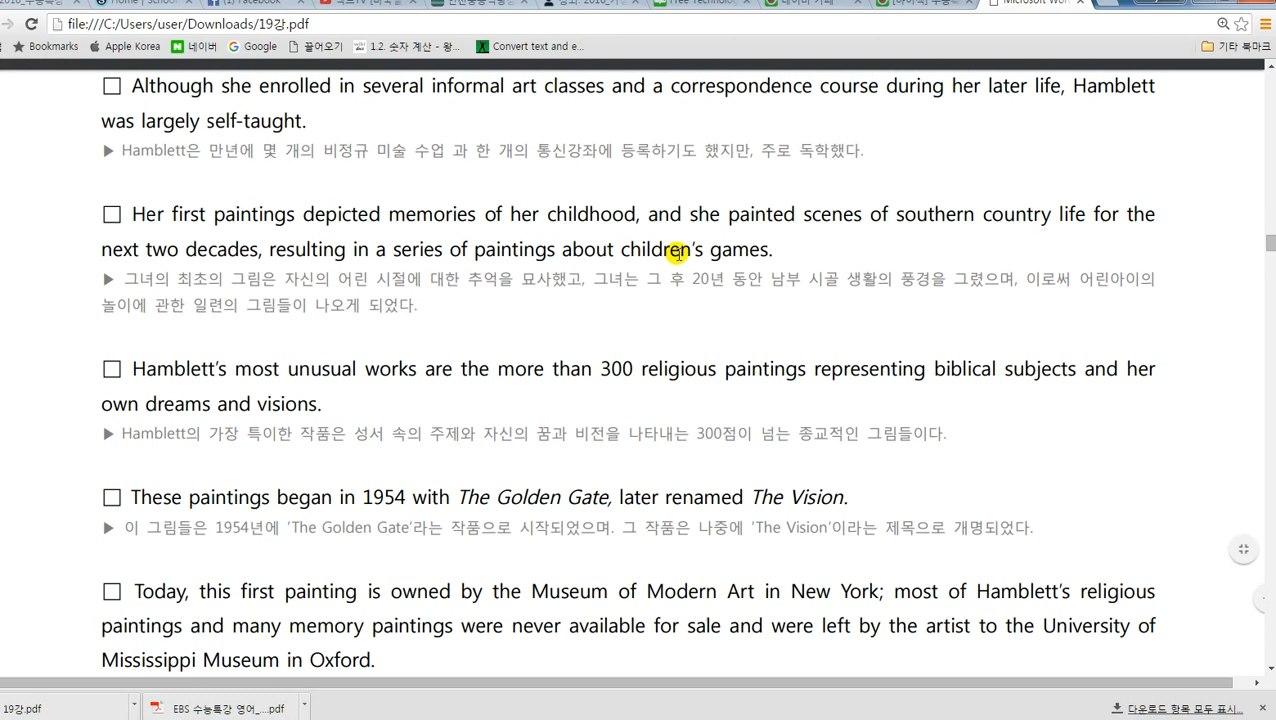 Home | School
(1) Facebook
Microsoft Wor
file:///C:/Users/user/Downloads/19강.pdf
Bookmarks Apple Korea 네이버 Google 끌어오기 1.2. 숫자 계산 - 왕... Convert text and e... 기타 북마크
☐ Although she enrolled in several informal art classes and a correspondence course during her later life, Hamblett
was largely self-taught.
▶ Hamblett은 만년에 몇 개의 비정규 미술 수업 과 한 개의 통신강좌에 등록하기도 했지만, 주로 독학했다.
☐ Her first paintings depicted memories of her childhood, and she painted scenes of southern country life for the
next two decades, resulting in a series of paintings about children's games.
▶ 그녀의 최초의 그림은 자신의 어린 시절에 대한 추억을 묘사했고, 그녀는 그 후 20년 동안 남부 시골 생활의 풍경을 그렸으며, 이로써 어린아이의
놀이에 관한 일련의 그림들이 나오게 되었다.
☐ Hamblett's most unusual works are the more than 300 religious paintings representing biblical subjects and her
own dreams and visions.
▶ Hamblett의 가장 특이한 작품은 성서 속의 주제와 자신의 꿈과 비전을 나타내는 300점이 넘는 종교적인 그림들이다.
☐ These paintings began in 1954 with The Golden Gate, later renamed The Vision.
▶ 이 그림들은 1954년에 'The Golden Gate'라는 작품으로 시작되었으며. 그 작품은 나중에 'The Vision'이라는 제목으로 개명되었다.
☐ Today, this first painting is owned by the Museum of Modern Art in New York; most of Hamblett's religious
paintings and many memory paintings were never available for sale and were left by the artist to the University of
Mississippi Museum in Oxford.
19강.pdf EBS 수능특강 영어_....pdf 다운로드 항목 모두 표시...